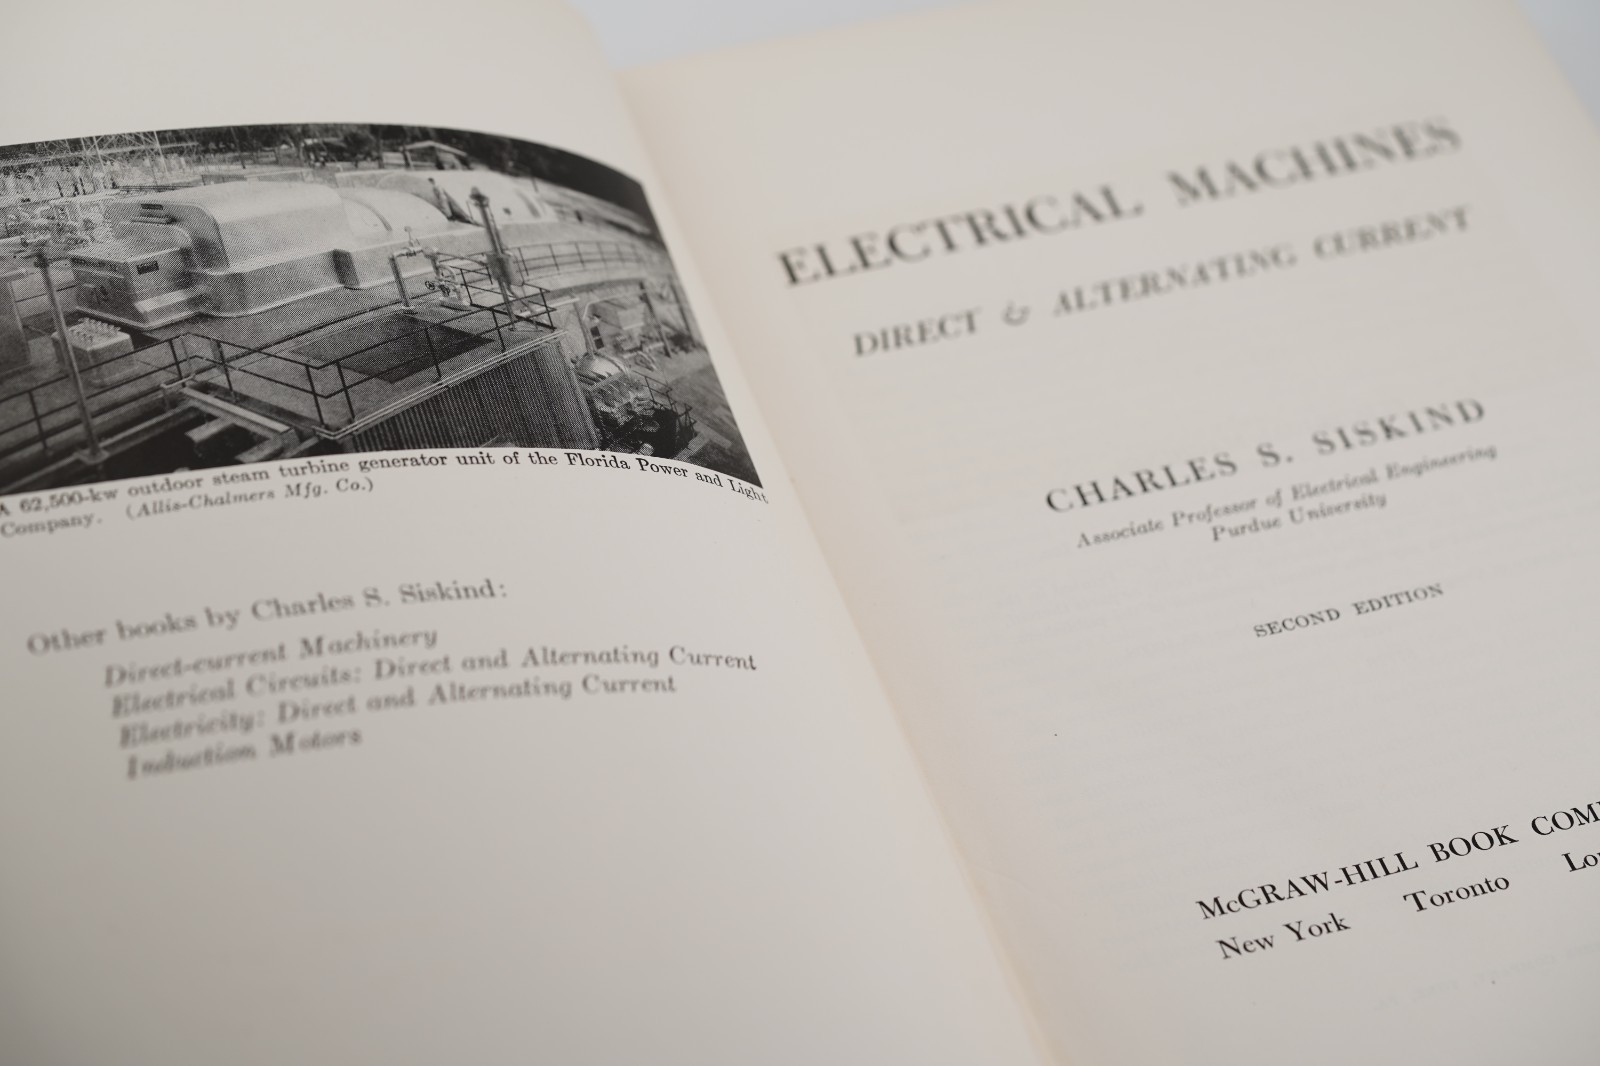 A 62,500-kw outdoor steam turbine generator unit of the Florida Power and Light
Company. (Allis-Chalmers Mfg. Co.)
Other books by Charles S. Siskind:
Direct-current Machinery
Electrical Circuits: Direct and Alternating Current
Electricity: Direct and Alternating Current
Induction Motors
ELECTRICAL MACHINES
DIRECT & ALTERNATING CURRENT
CHARLES S. SISKIND
Associate Professor of Electrical Engineering
Purdue University
SECOND EDITION
McGRAW-HILL BOOK COM
New York Toronto Lo